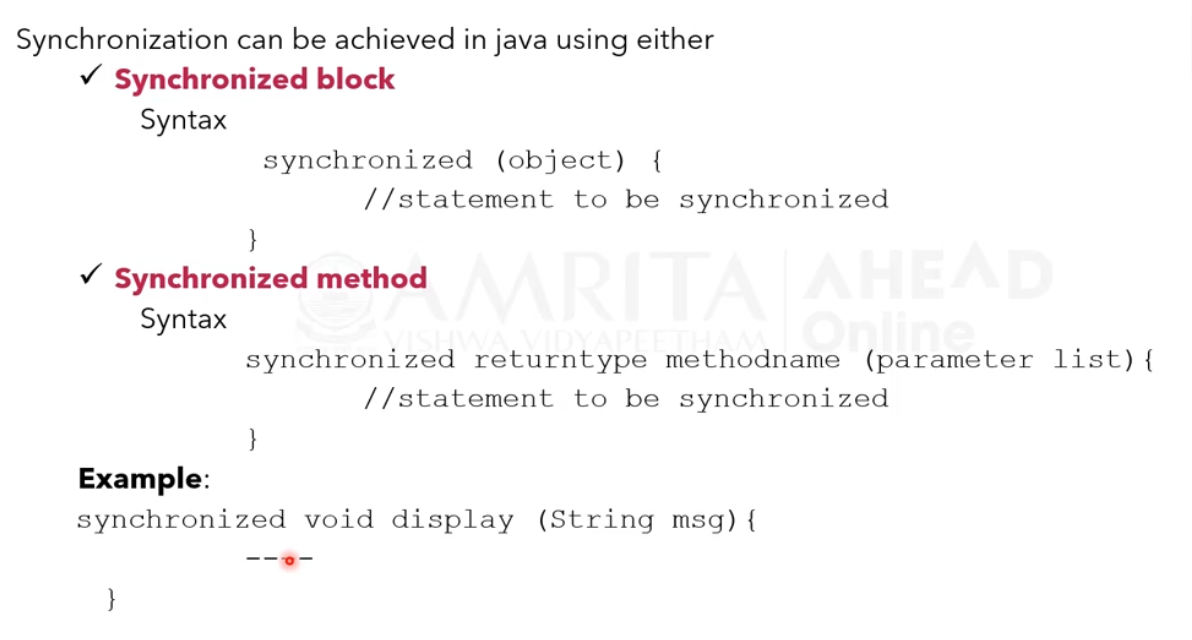 Synchronization can be achieved in java using either
✓ Synchronized block
Syntax
synchronized (object) {
//statement to be synchronized
}
✓ Synchronized method
Syntax
synchronized returntype methodname (parameter list){
//statement to be synchronized
}
Example:
synchronized void display (String msg){
----
}
AMRITA
VISHWA VIDYAPEETHAM
AHEAD
Online